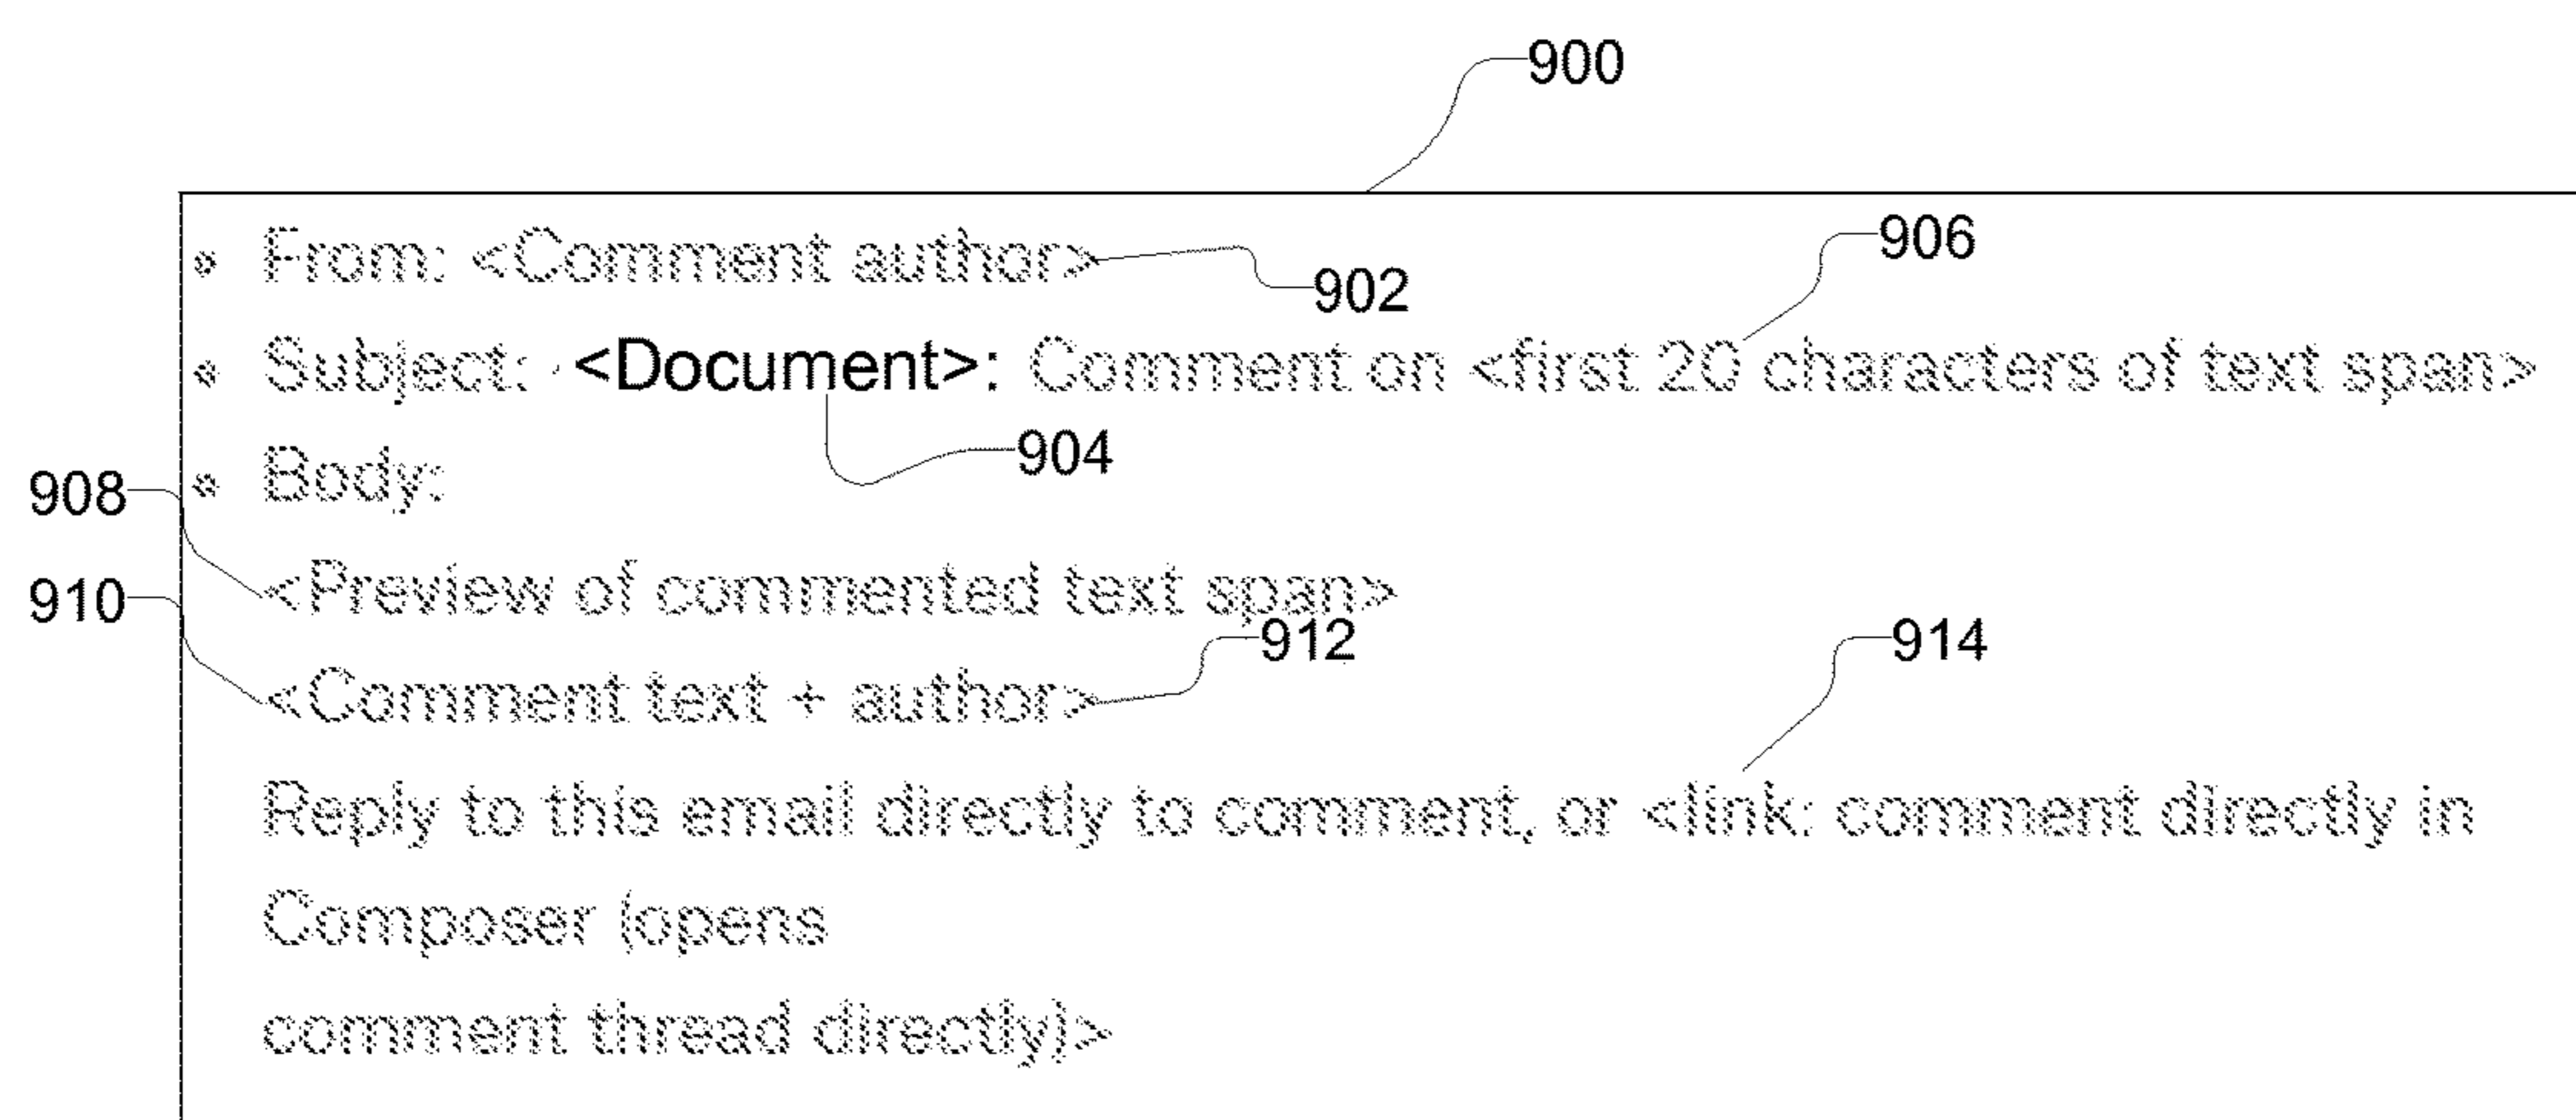 900
• From: <Comment author>
902
906
• Subject: <Document>: Comment on <first 20 characters of text span>
904
• Body:
908
<Preview of commented text span>
910
912
<Comment text + author>
914
Reply to this email directly to comment, or <link: comment directly in
Composer (opens
comment thread directly)>